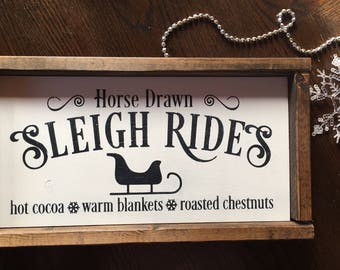 Horse Drawn
SLEIGH RIDES
hot cocoa ❄ warm blankets ❄ roasted chestnuts